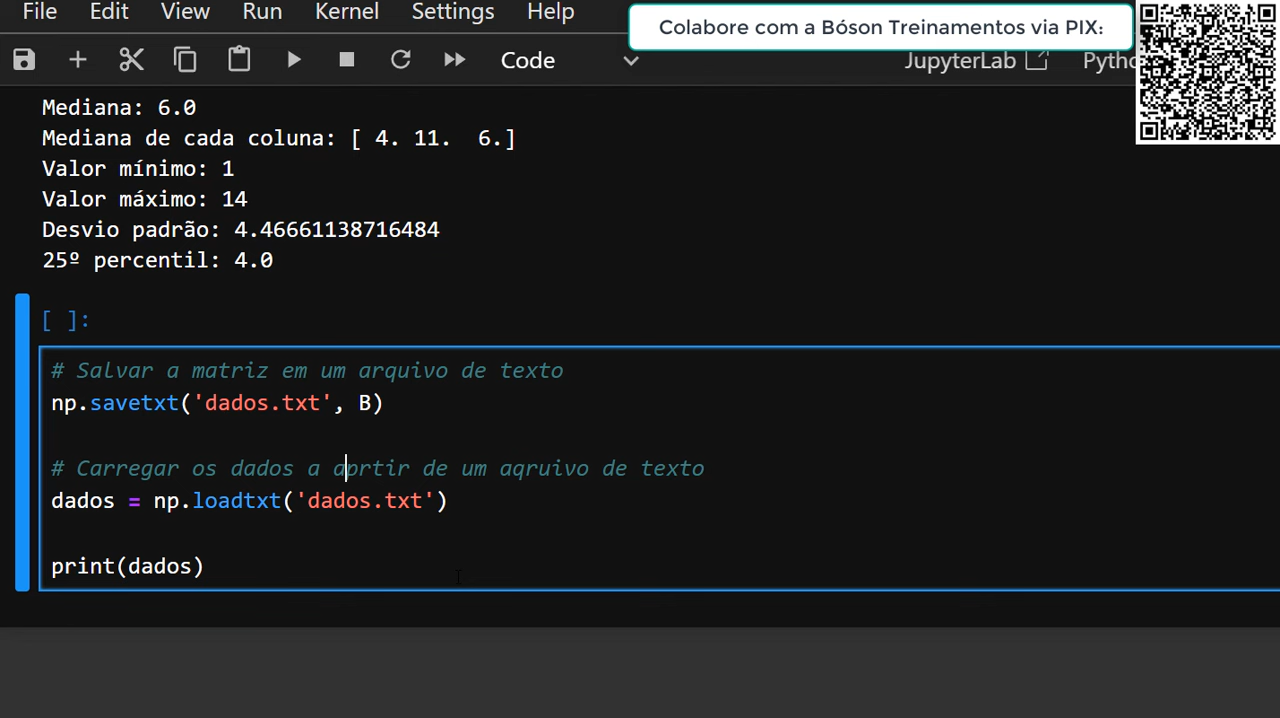 File Edit View Run Kernel Settings Help
Colabore com a Bóson Treinamentos via PIX:
Code
JupyterLab
Mediana: 6.0
Mediana de cada coluna: [ 4. 11.  6.]
Valor mínimo: 1
Valor máximo: 14
Desvio padrão: 4.46661138716484
25º percentil: 4.0
[ ]:
# Salvar a matriz em um arquivo de texto
np.savetxt('dados.txt', B)
# Carregar os dados a aprtir de um aqruivo de texto
dados = np.loadtxt('dados.txt')
print(dados)